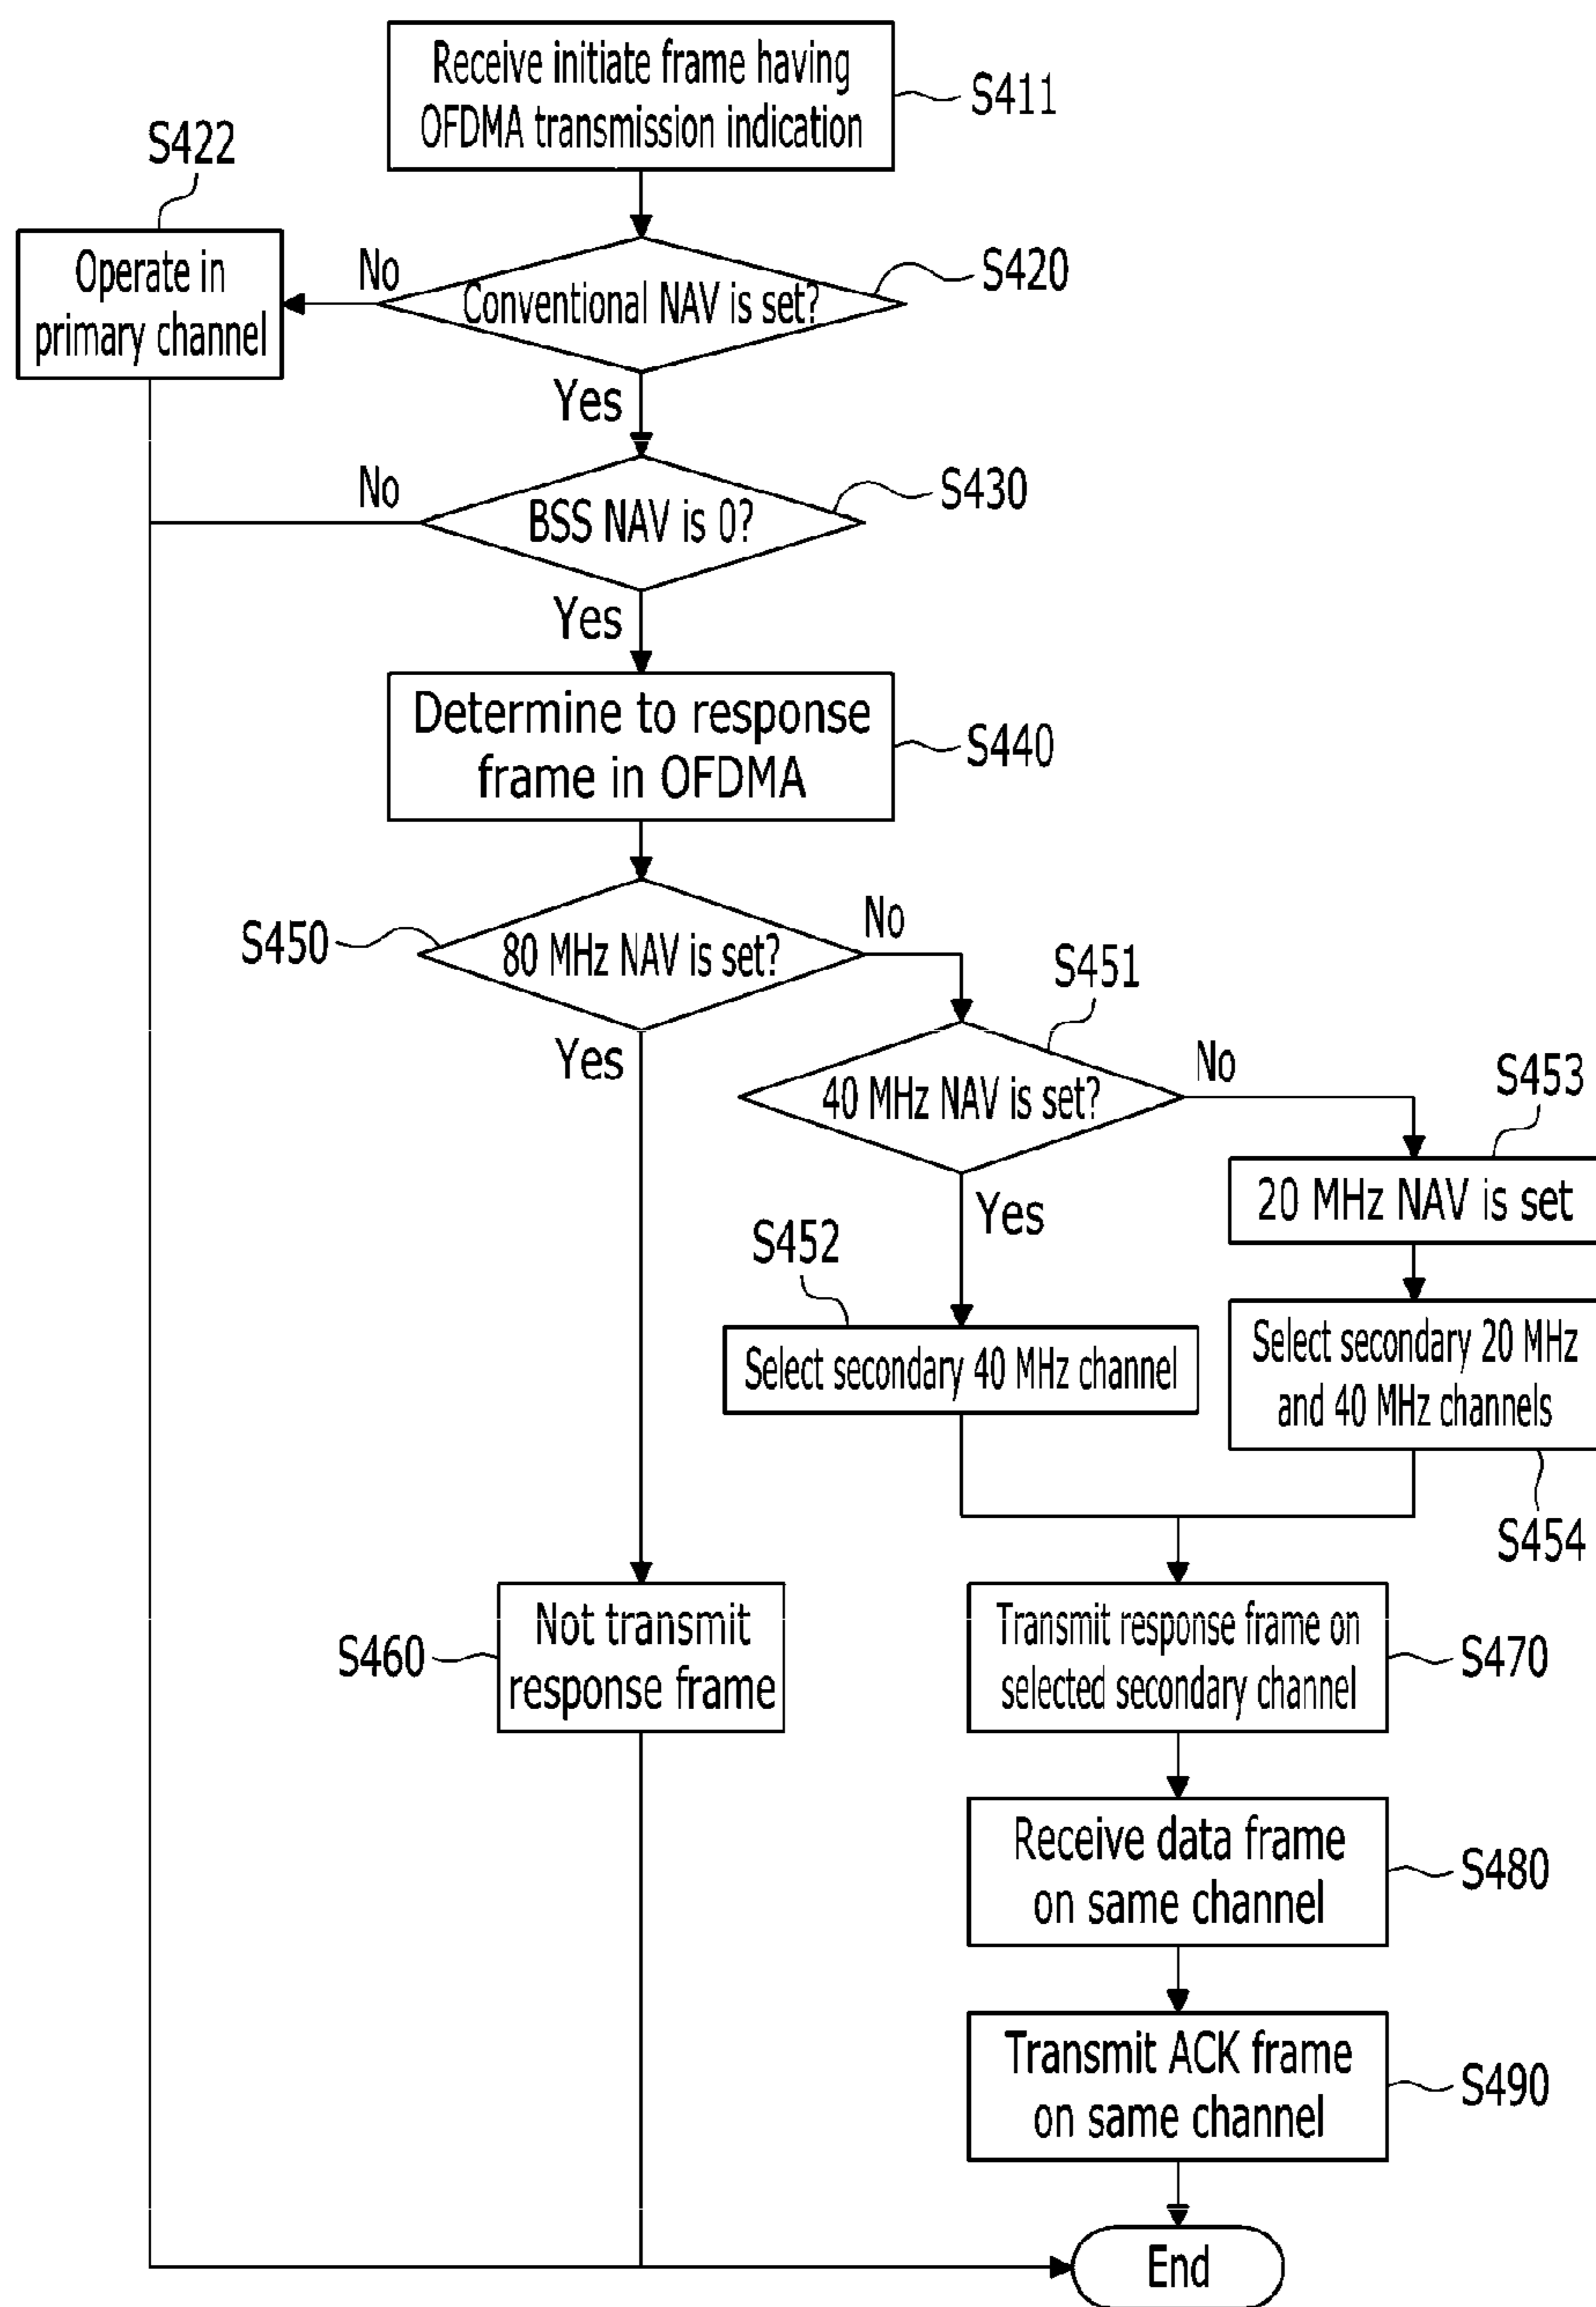 Receive initiate frame having
OFDMA transmission indication
S411
S422
Operate in
primary channel
No
Conventional NAV is set?
S420
Yes
No
BSS NAV is 0?
S430
Yes
Determine to response
frame in OFDMA
S440
S450
80 MHz NAV is set?
No
Yes
S451
40 MHz NAV is set?
No
Yes
S453
20 MHz NAV is set
S452
Select secondary 40 MHz channel
Select secondary 20 MHz
and 40 MHz channels
S454
S460
Not transmit
response frame
Transmit response frame on
selected secondary channel
S470
Receive data frame
on same channel
S480
Transmit ACK frame
on same channel
S490
End